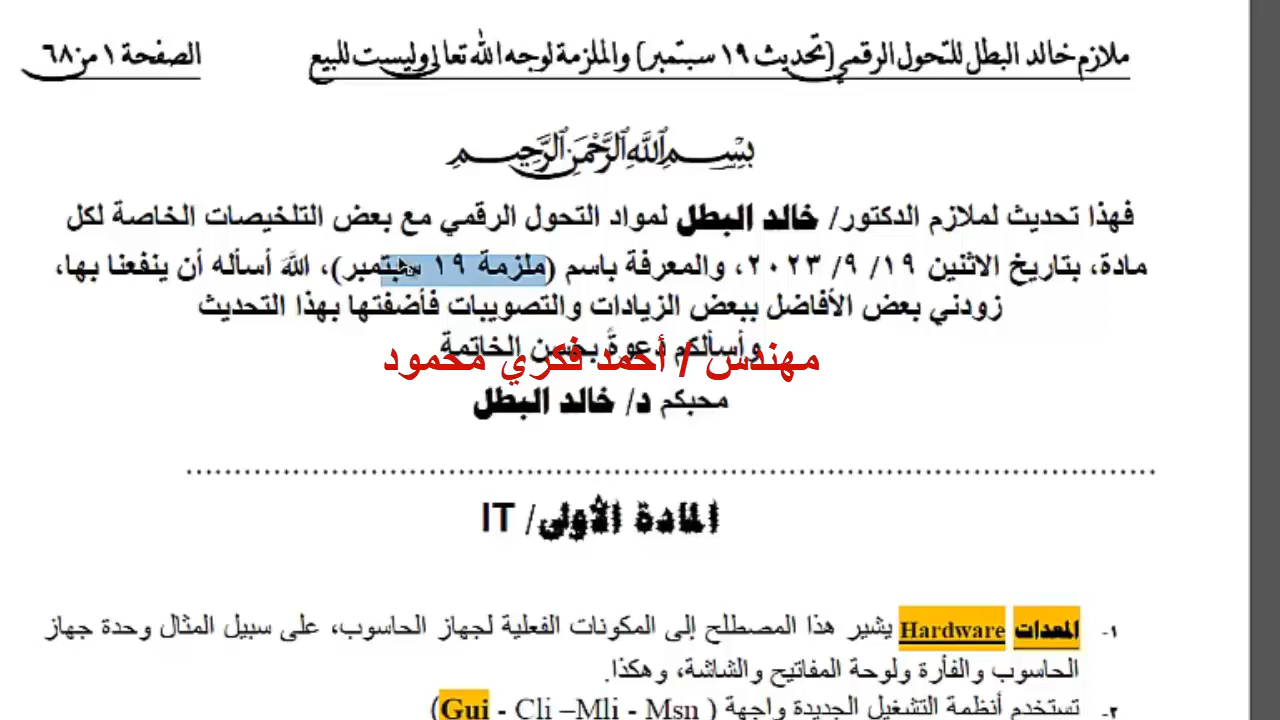 ملازم خالد البطل للتحول الرقمي (تحديث ١٩ سبتمبر) والملزمة لوجه الله تعالى وليست للبيع الصفحة ١ من ٦٨
بسم الله الرحمن الرحيم
فهذا تحديث لملازم الدكتور/ خالد البطل لمواد التحول الرقمي مع بعض التلخيصات الخاصة لكل
مادة، بتاريخ الاثنين ١٩/ ٩/ ٢٠٢٣، والمعرفة باسم (ملزمة ١٩ سبتمبر)، الله أسأله أن ينفعنا بها،
زودني بعض الأفاضل ببعض الزيادات والتصويبات فأضفتها بهذا التحديث
وأسألكم دعوةً بحسن الخاتمة
مهندس / أحمد فكري محمود
محبكم د/ خالد البطل
المادة الأولى/ IT
١- المعدات Hardware يشير هذا المصطلح إلى المكونات الفعلية لجهاز الحاسوب، على سبيل المثال وحدة جهاز
الحاسوب والفأرة ولوحة المفاتيح والشاشة، وهكذا.
٢- تستخدم أنظمة التشغيل الجديدة واجهة (Gui - Cli –Mli - Msn)